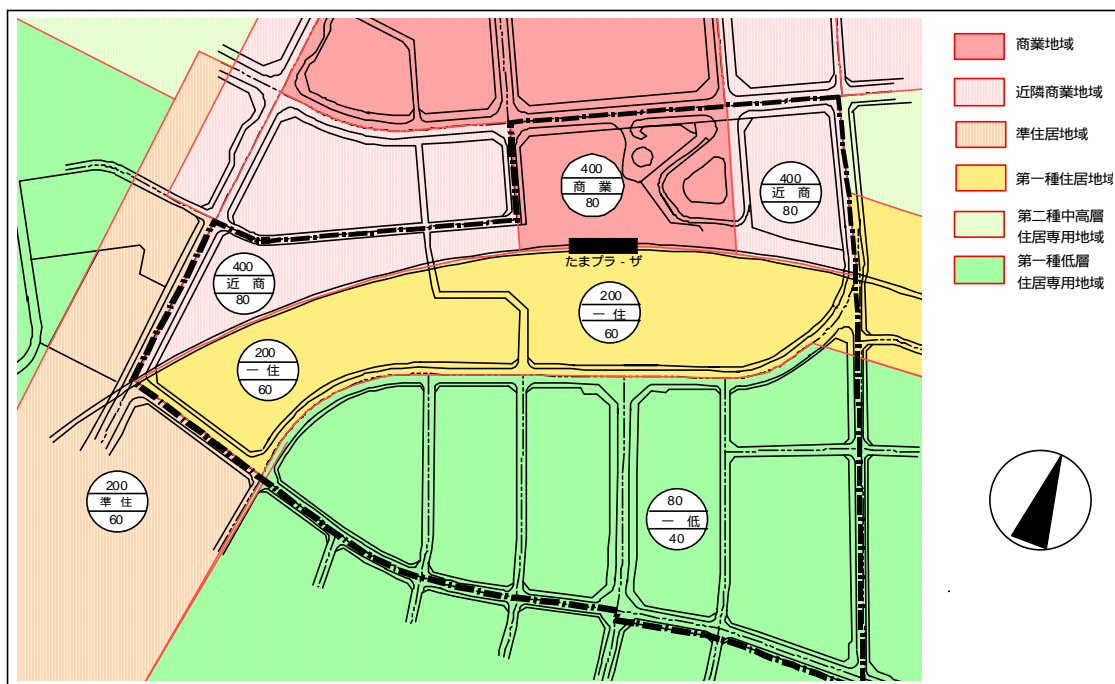 商業地域
近隣商業地域
準住居地域
第一種住居地域
第二種中高層
住居専用地域
第一種低層
住居専用地域
400
商 業
80
400
近 商
80
たまプラ - ザ
400
近 商
80
200
一 住
60
200
一 住
60
200
準 住
60
80
一 低
40